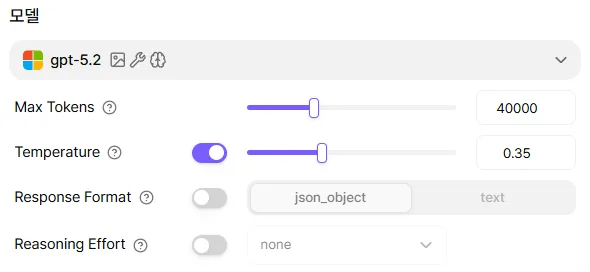 모델
gpt-5.2
Max Tokens
40000
Temperature
0.35
Response Format
json_object
text
Reasoning Effort
none